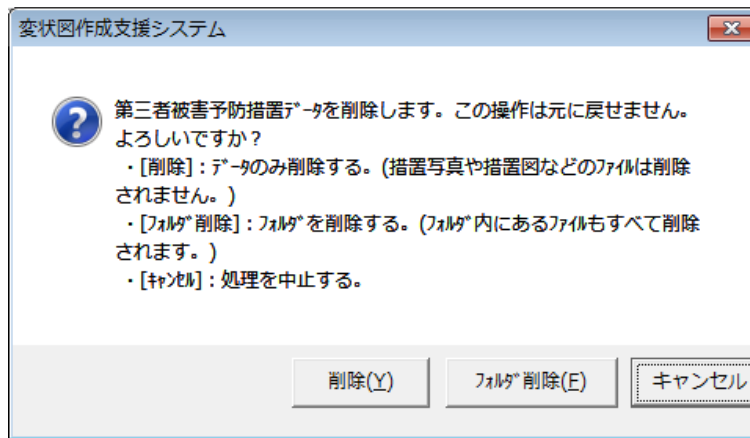 変状図作成支援システム
第三者被害予防措置ﾃﾞｰﾀを削除します。この操作は元に戻せません。
よろしいですか？
・[削除]：ﾃﾞｰﾀのみ削除する。(措置写真や措置図などのﾌｧｲﾙは削除
されません。)
・[ﾌｫﾙﾀﾞ削除]：ﾌｫﾙﾀﾞを削除する。(ﾌｫﾙﾀﾞ内にあるﾌｧｲﾙもすべて削除
されます。)
・[ｷｬﾝｾﾙ]：処理を中止する。
削除(Y)
ﾌｫﾙﾀﾞ削除(F)
キャンセル